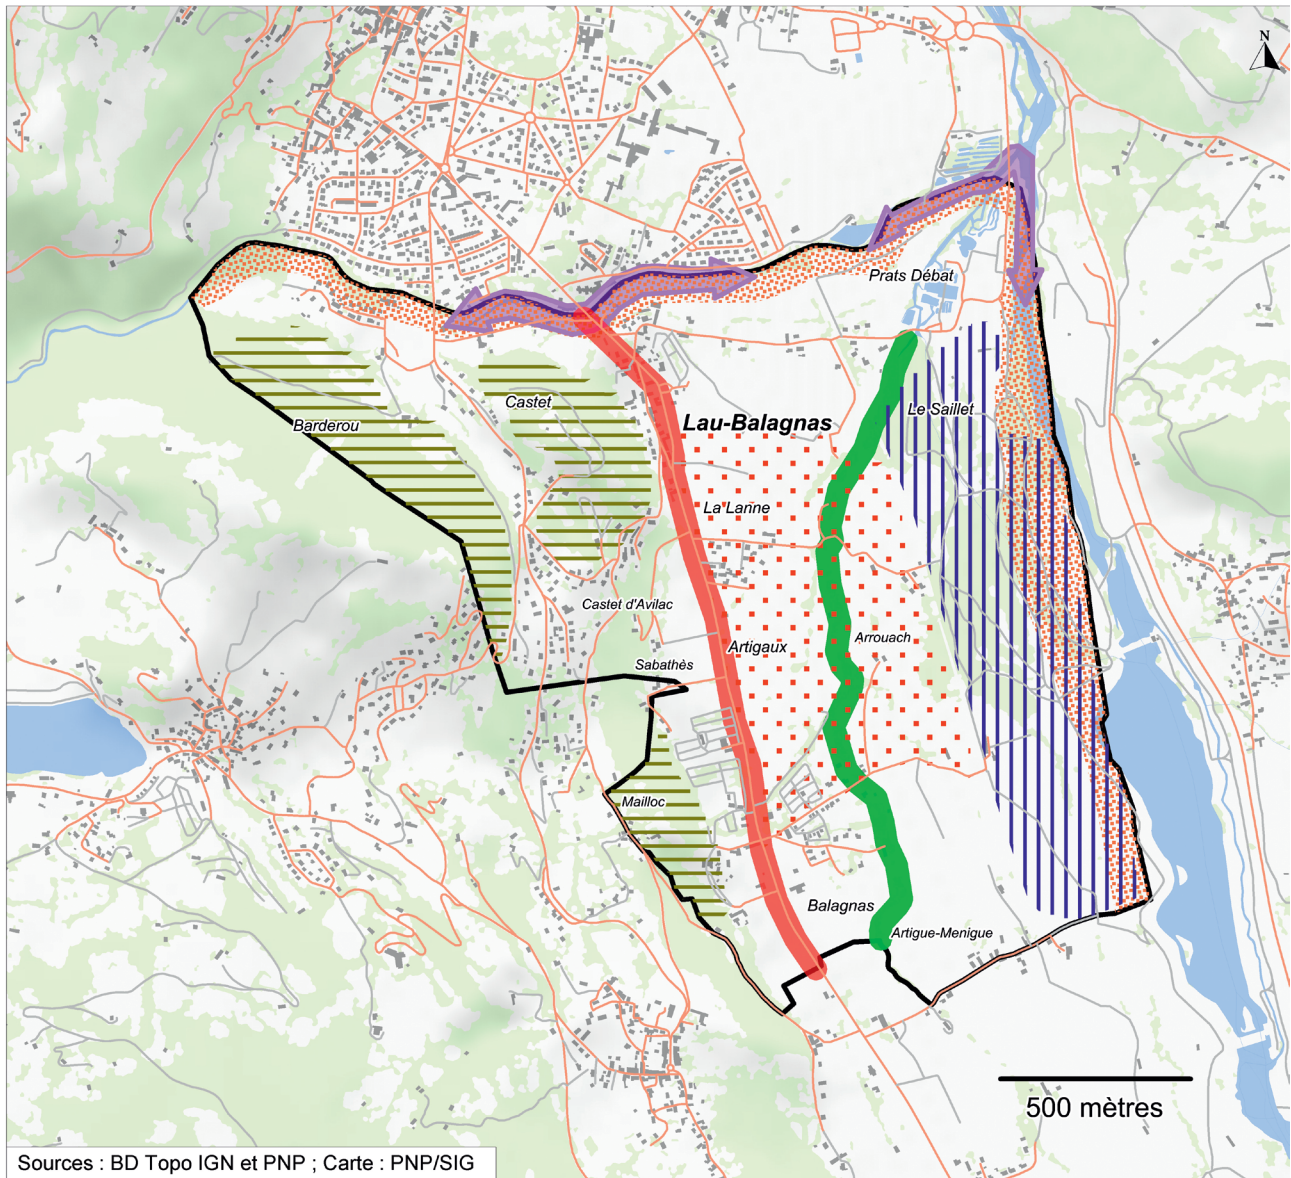 N
Prats Débat
Castet
Le Saillet
Barderou
Lau-Balagnas
La Lanne
Castet d'Avilac
Arrouach
Artigaux
Sabathès
Mailloc
Balagnas
Artigue-Menigue
500 mètres
Sources : BD Topo IGN et PNP ; Carte : PNP/SIG